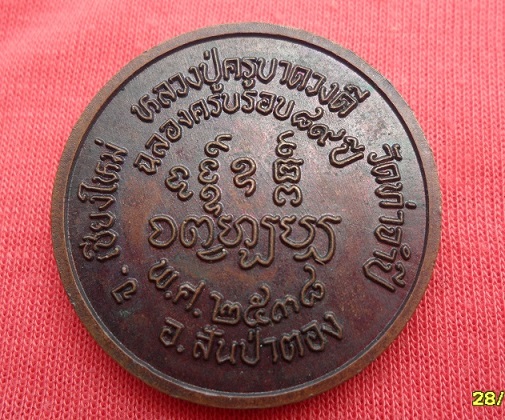 หลวงปู่ครูบาดวงดี
ฉลองครบรอบ๘๙ปี
วัดท่าจำปี
พ.ศ.๒๕๓๘
อ.สันป่าตอง
จ.เชียงใหม่
28/